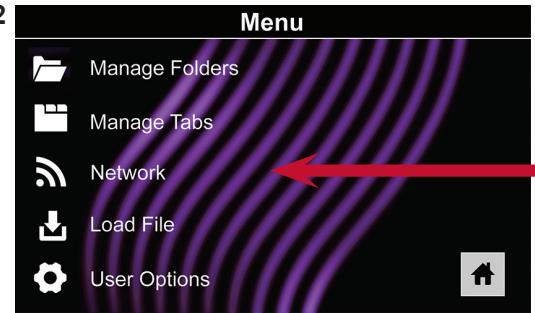 2
Menu
Manage Folders
Manage Tabs
Network
Load File
User Options